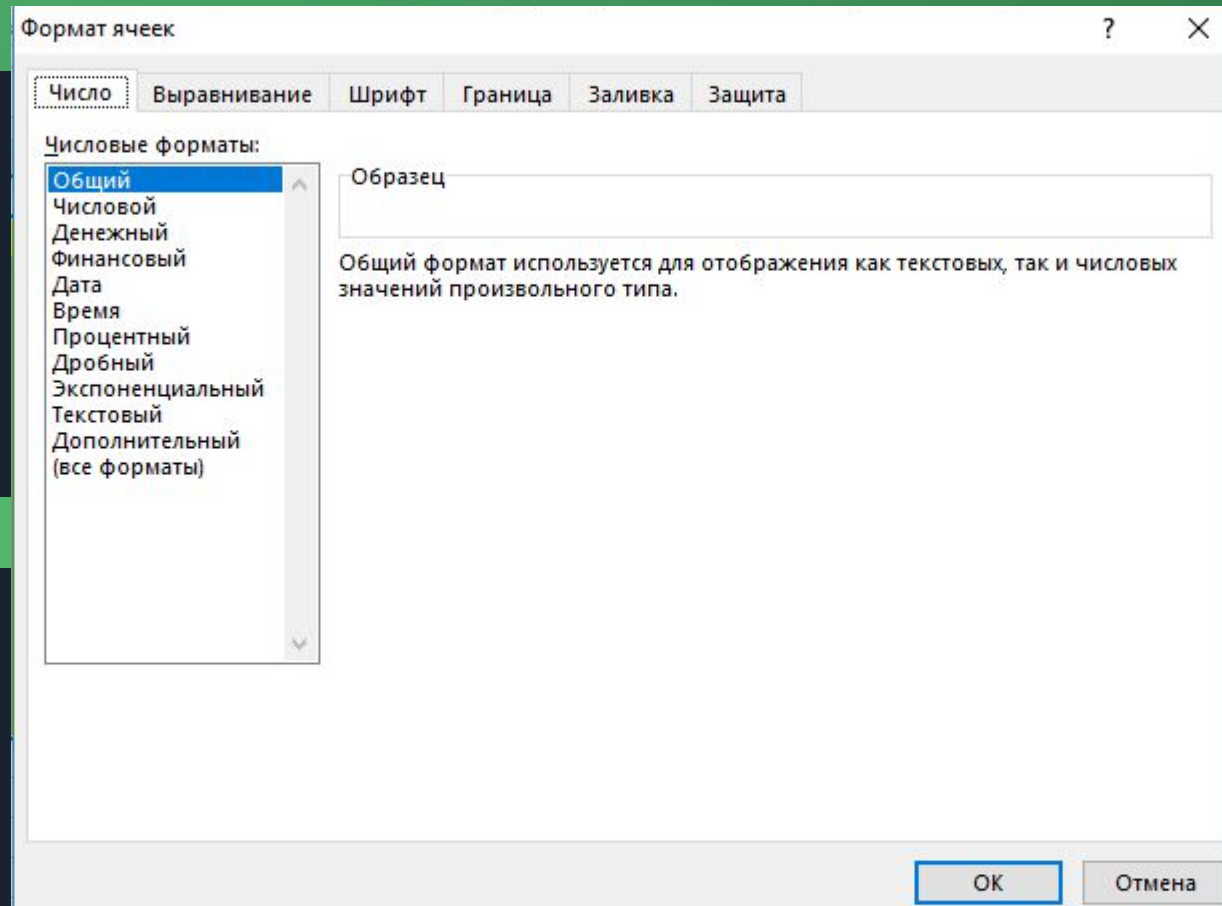 Формат ячеек
?
Число
Выравнивание
Шрифт
Граница
Заливка
Защита
Числовые форматы:
Общий
Числовой
Денежный
Финансовый
Дата
Время
Процентный
Дробный
Экспоненциальный
Текстовый
Дополнительный
(все форматы)
Образец
Общий формат используется для отображения как текстовых, так и числовых
значений произвольного типа.
ОК
Отмена